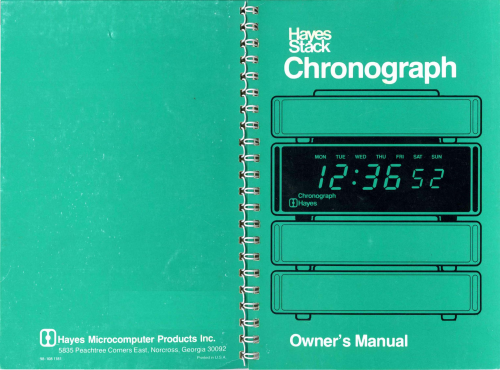 Hayes
Stack
Chronograph
MON TUE WED THU FRI SAT SUN
12:36 52
Chronograph
Hayes
Owner's Manual
Hayes Microcomputer Products Inc.
5835 Peachtree Corners East, Norcross, Georgia 30092
Printed in U.S.A.